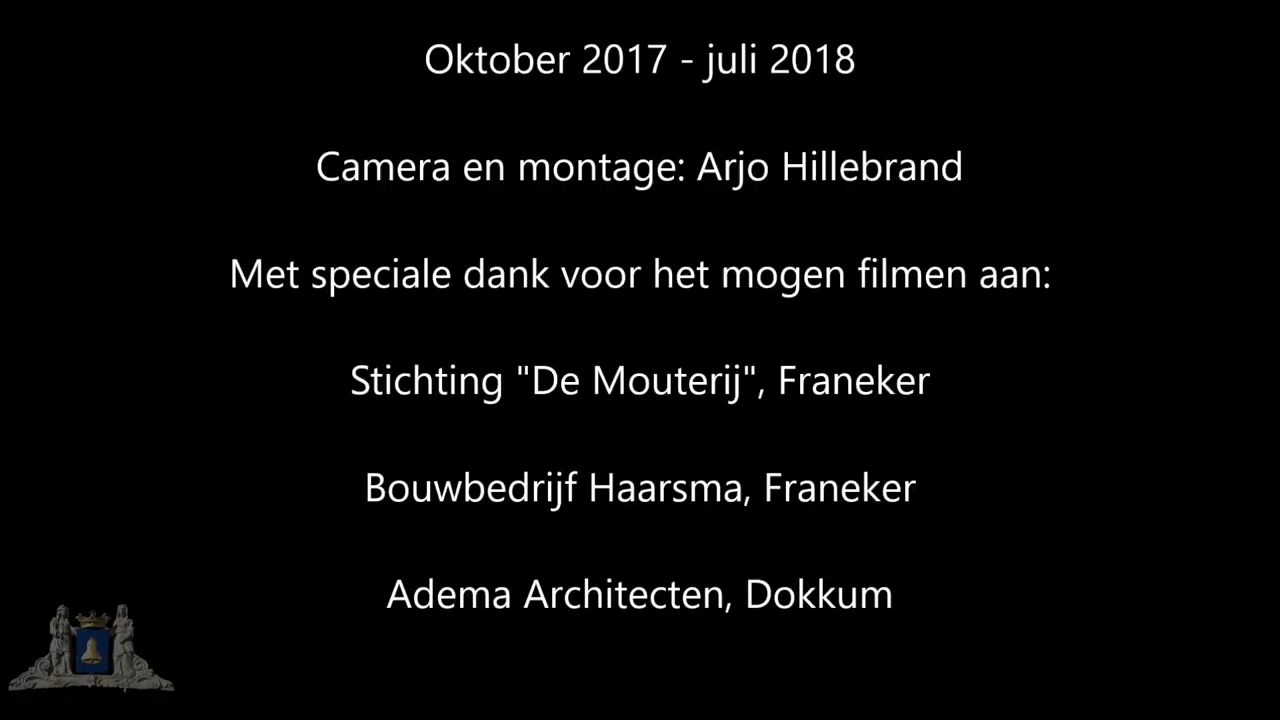 Oktober 2017 - juli 2018
Camera en montage: Arjo Hillebrand
Met speciale dank voor het mogen filmen aan:
Stichting "De Mouterij", Franeker
Bouwbedrijf Haarsma, Franeker
Adema Architecten, Dokkum